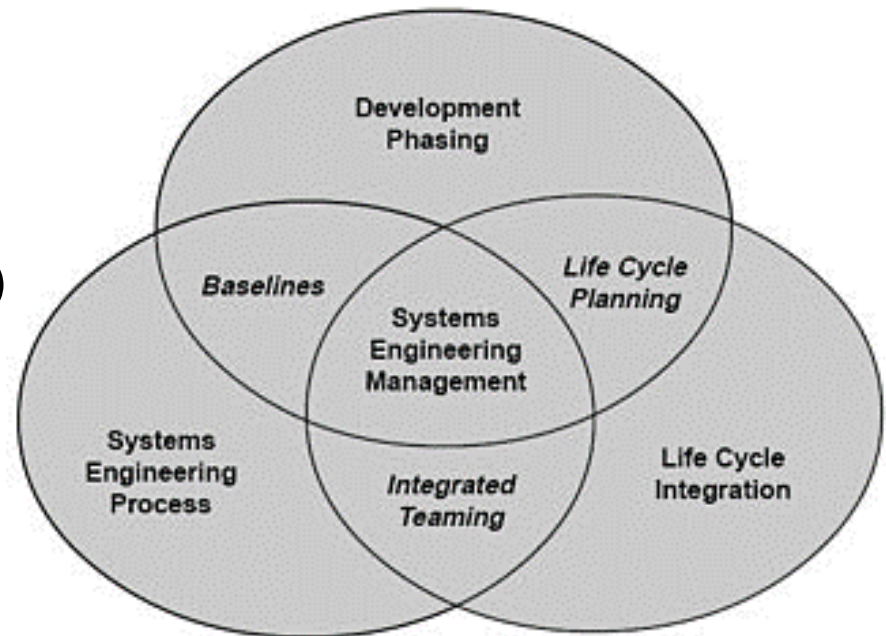 Development
Phasing
Baselines
Life Cycle
Planning
)
Systems
Engineering
Management
Systems
Engineering
Process
Integrated
Teaming
Life Cycle
Integration